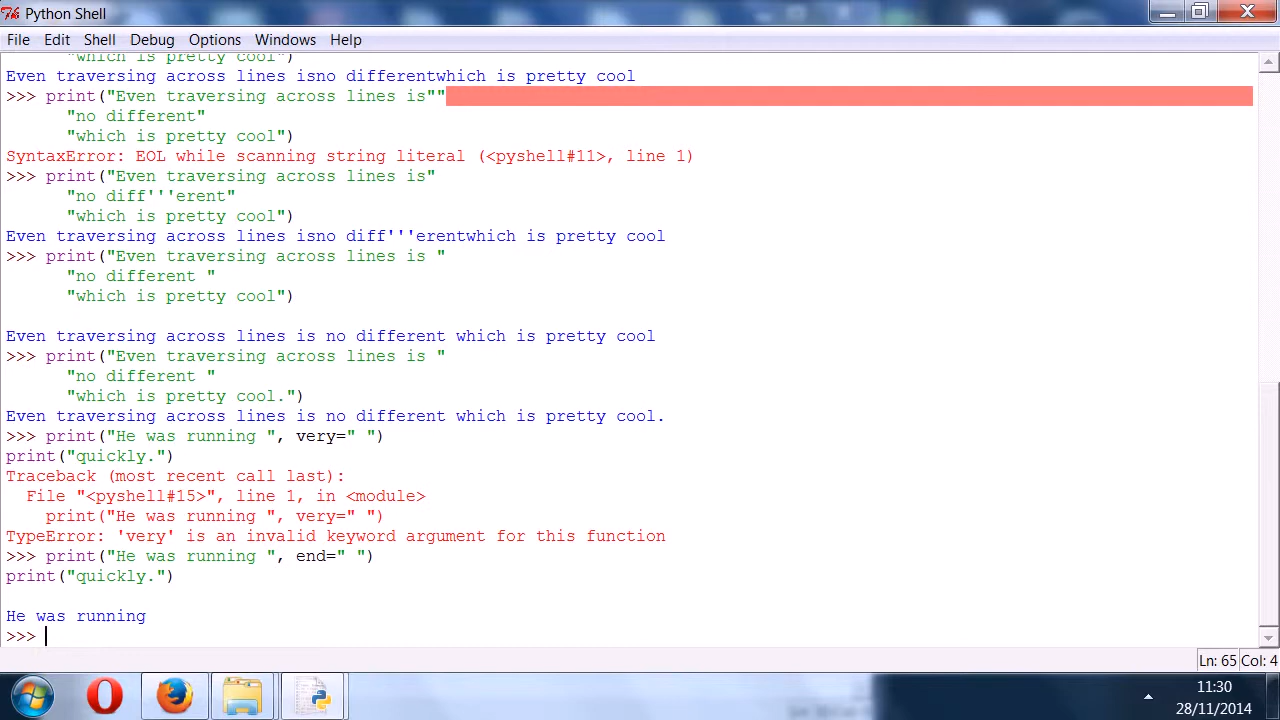 Python Shell
File Edit Shell Debug Options Windows Help
"which is pretty cool")
Even traversing across lines isno differentwhich is pretty cool
>>> print("Even traversing across lines is""
"no different"
"which is pretty cool")
SyntaxError: EOL while scanning string literal (<pyshell#11>, line 1)
>>> print("Even traversing across lines is"
"no diff'''erent"
"which is pretty cool")
Even traversing across lines isno diff'''erentwhich is pretty cool
>>> print("Even traversing across lines is "
"no different "
"which is pretty cool")
Even traversing across lines is no different which is pretty cool
>>> print("Even traversing across lines is "
"no different "
"which is pretty cool.")
Even traversing across lines is no different which is pretty cool.
>>> print("He was running ", very=" ")
print("quickly.")
Traceback (most recent call last):
File "<pyshell#15>", line 1, in <module>
print("He was running ", very=" ")
TypeError: 'very' is an invalid keyword argument for this function
>>> print("He was running ", end=" ")
print("quickly.")
He was running
>>>
Ln: 65 Col: 4
11:30
28/11/2014